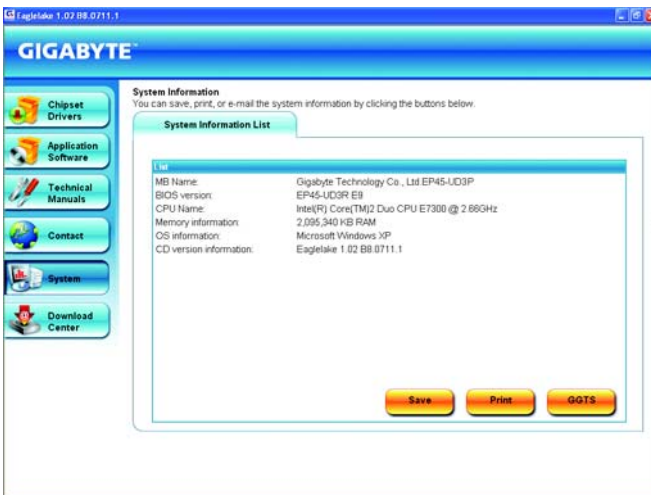 Eaglelake 1.02 B8.0711.1
GIGABYTE™
System Information
You can save, print, or e-mail the system information by clicking the buttons below.
System Information List
Chipset
Drivers
Application
Software
Technical
Manuals
Contact
System
Download
Center
List
MB Name: Gigabyte Technology Co., Ltd.EP45-UD3P
BIOS version: EP45-UD3R E9
CPU Name: Intel(R) Core(TM)2 Duo CPU E7300 @ 2.66GHz
Memory information: 2,095,340 KB RAM
OS information: Microsoft Windows XP
CD version information: Eaglelake 1.02 B8.0711.1
Save Print GGTS